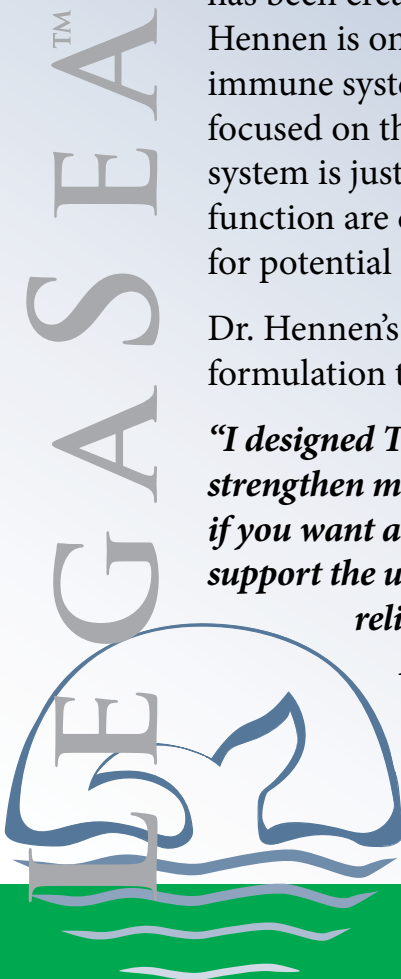 LEGASEA™
has been crea
Hennen is on
immune syste
focused on th
system is just
function are
for potential
Dr. Hennen's
formulation t
“I designed T
strengthen m
if you want a
support the u
reli